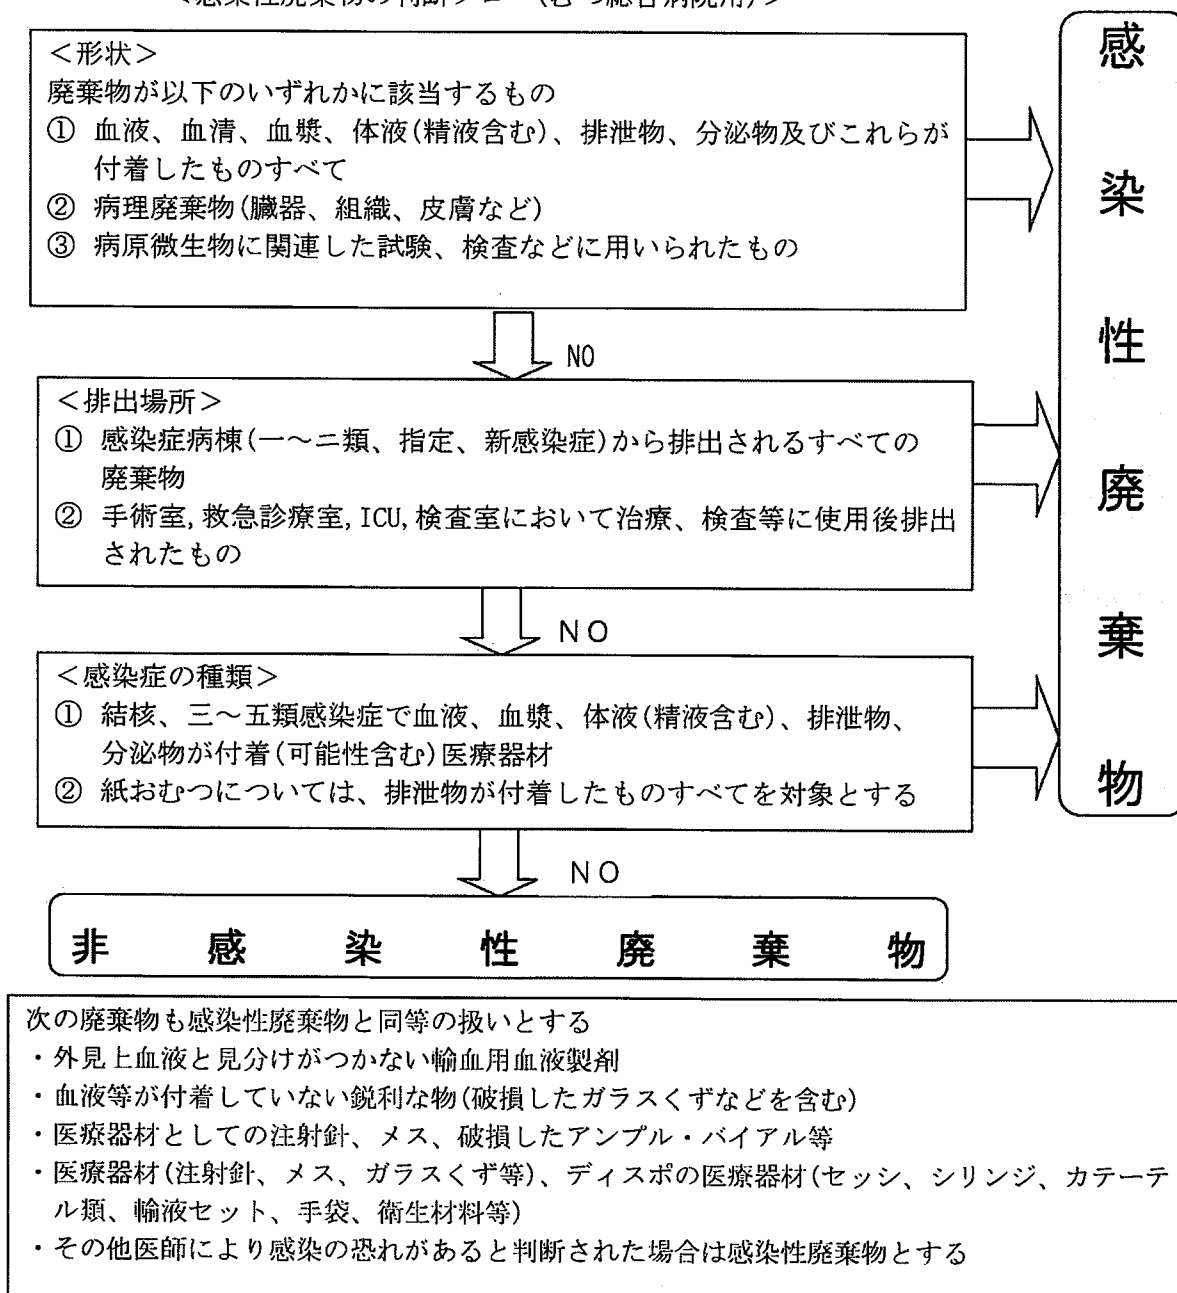 <感染性廃棄物の判断フロー(むつ総合病院用)>
＜形状＞
廃棄物が以下のいずれかに該当するもの
① 血液、血清、血漿、体液(精液含む)、排泄物、分泌物及びこれらが
付着したものすべて
② 病理廃棄物(臓器、組織、皮膚など)
③ 病原微生物に関連した試験、検査などに用いられたもの
NO
＜排出場所＞
① 感染症病棟(一～二類、指定、新感染症)から排出されるすべての
廃棄物
② 手術室,救急診療室,ICU,検査室において治療、検査等に使用後排出
されたもの
NO
＜感染症の種類＞
① 結核、三～五類感染症で血液、血漿、体液(精液含む)、排泄物、
分泌物が付着(可能性含む)医療器材
② 紙おむつについては、排泄物が付着したものすべてを対象とする
NO
感染性廃棄物
非感染性廃棄物
次の廃棄物も感染性廃棄物と同等の扱いとする
・外見上血液と見分けがつかない輸血用血液製剤
・血液等が付着していない鋭利な物(破損したガラスくずなどを含む)
・医療器材としての注射針、メス、破損したアンプル・バイアル等
・医療器材(注射針、メス、ガラスくず等)、ディスポの医療器材(セッシ、シリンジ、カテーテ
ル類、輸液セット、手袋、衛生材料等)
・その他医師により感染の恐れがあると判断された場合は感染性廃棄物とする